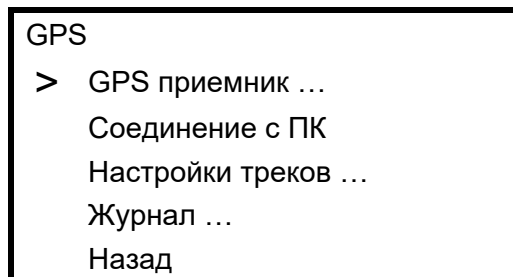 GPS
> GPS приемник …
Соединение с ПК
Настройки треков …
Журнал …
Назад